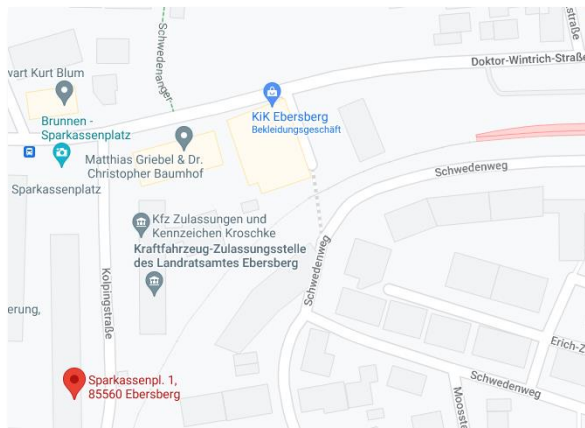 Schwedenanger
straße
Doktor-Wintrich-Straße
wart Kurt Blum
KiK Ebersberg
Bekleidungsgeschäft
Brunnen -
Sparkassenplatz
Matthias Griebel & Dr.
Christopher Baumhof
Sparkassenplatz
Schwedenweg
Kfz Zulassungen und
Kennzeichen Kroschke
Kraftfahrzeug-Zulassungsstelle
des Landratsamtes Ebersberg
Schwedenweg
Kolpingstraße
erung,
Erich-Z
Sparkassenpl. 1,
85560 Ebersberg
Schwedenweg
Moosste